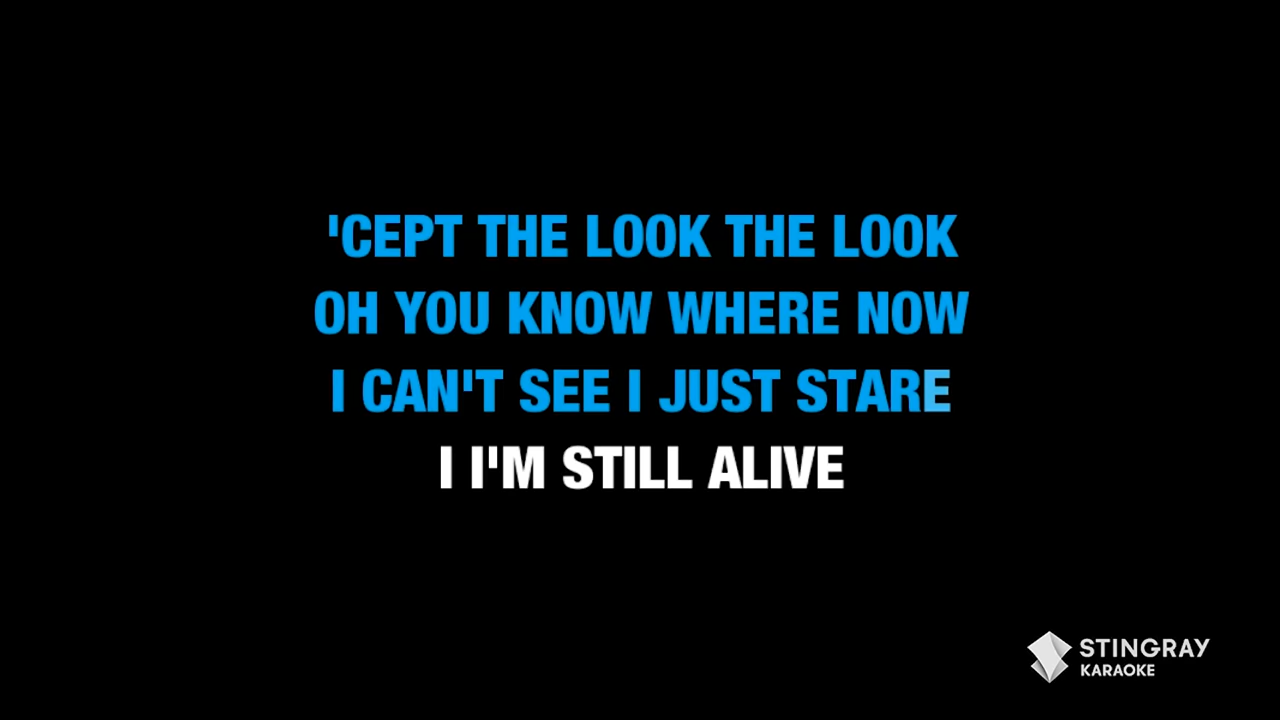 'CEPT THE LOOK THE LOOK
OH YOU KNOW WHERE NOW
I CAN'T SEE I JUST STARE
I I'M STILL ALIVE
STINGRAY
KARAOKE